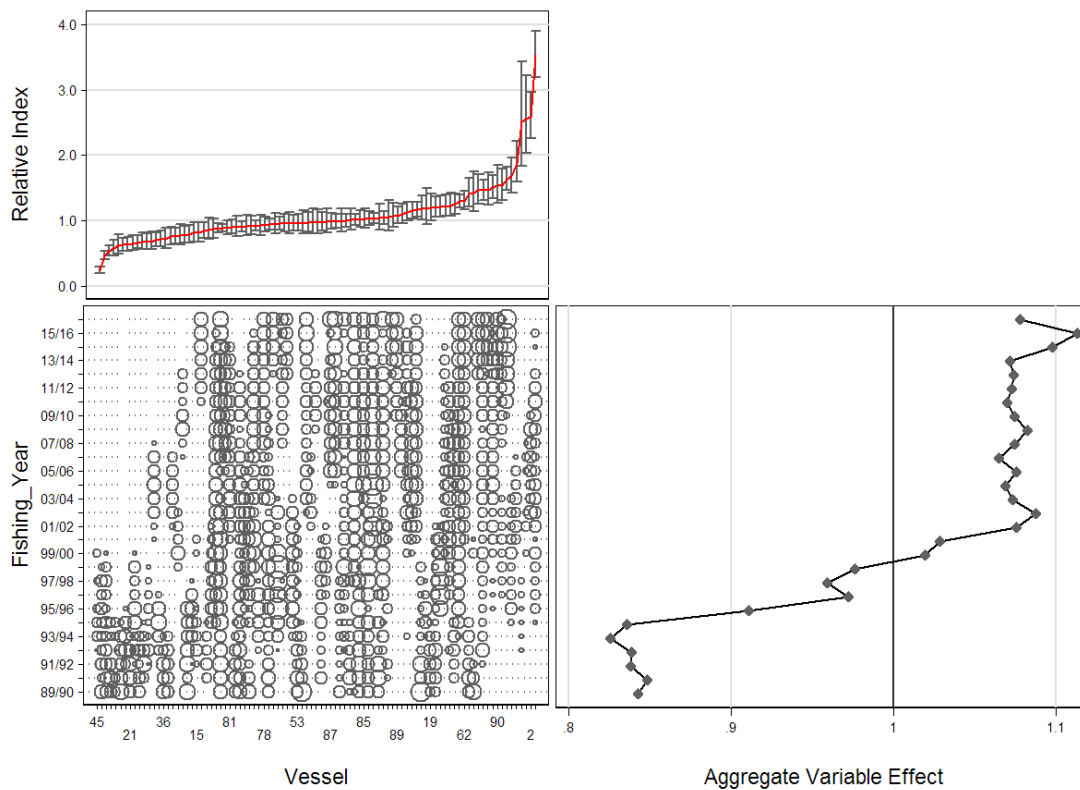 4.0
3.0
2.0
1.0
0.0
Relative Index
15/16
13/14
11/12
09/10
07/08
05/06
03/04
01/02
99/00
97/98
95/96
93/94
91/92
89/90
Fishing_Year
45 36 81 53 85 19 90
21 15 78 87 89 62 2
Vessel
.8 .9 1 1.1
Aggregate Variable Effect